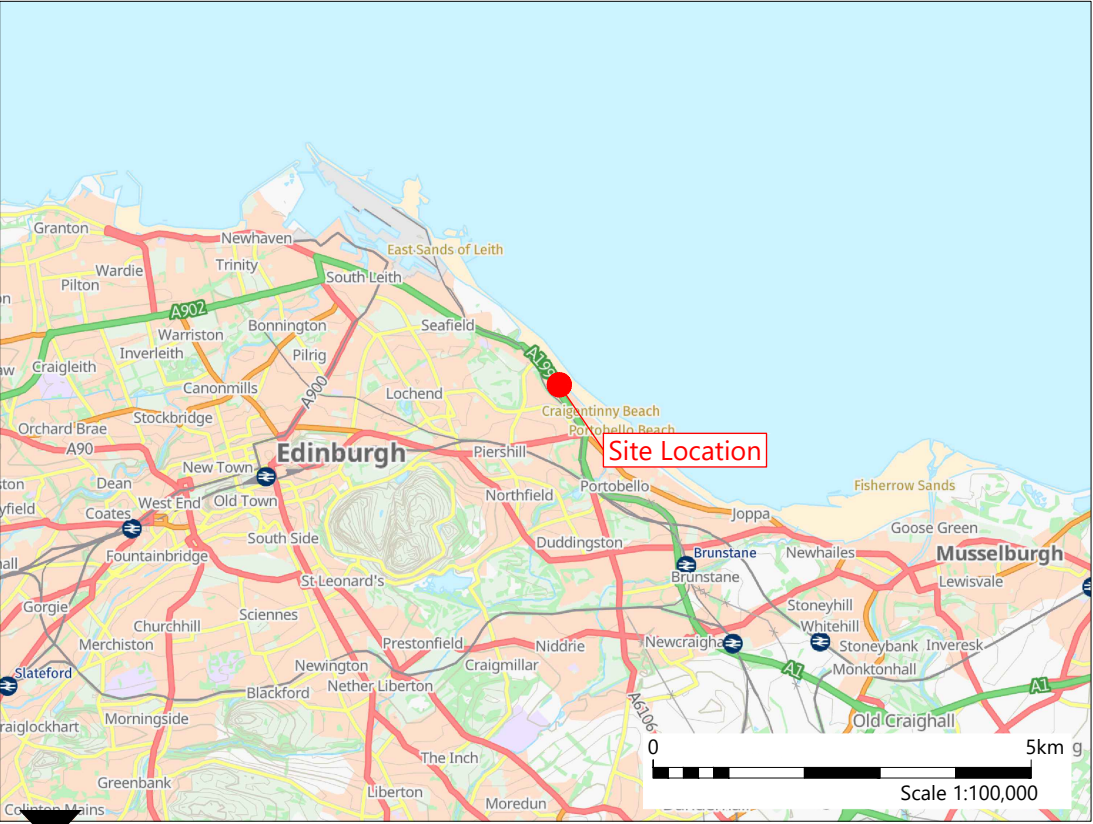 East Sands of Leith
Granton
Newhaven
Trinity
Wardie
Pilton
South Leith
A902
Bonnington
Seafield
Warriston
Inverleith
Pilrig
A199
Craigleith
Canonmills
A900
Lochend
Stockbridge
Craigentinny Beach
Portobello Beach
Orchard Brae
A90
Edinburgh
Piershill
Site Location
New Town
Dean
Old Town
Northfield
Portobello
Fisherrow Sands
West End
Coates
Joppa
Goose Green
South Side
Duddingston
Brunstane
Newhailes
Musselburgh
Fountainbridge
St Leonard's
Brunstane
Lewisvale
Gorgie
Sciennes
Stoneyhill
Churchhill
Whitehill
Merchiston
Prestonfield
Niddrie
Stoneybank
Inveresk
Slateford
Newington
Craigmillar
Monktonhall
Nether Liberton
A1
A1
Blackford
A6106
Morningside
Old Craighall
The Inch
0
5km
Greenbank
Liberton
Moredun
Scale 1:100,000
Colinton Mains